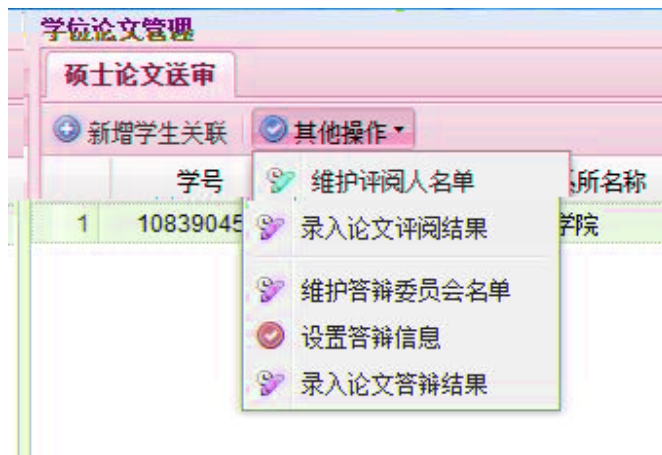 学位论文管理
硕士论文送审
新增学生关联 其他操作
学号 所名称
维护评阅人名单
1 10839045 学院
录入论文评阅结果
维护答辩委员会名单
设置答辩信息
录入论文答辩结果